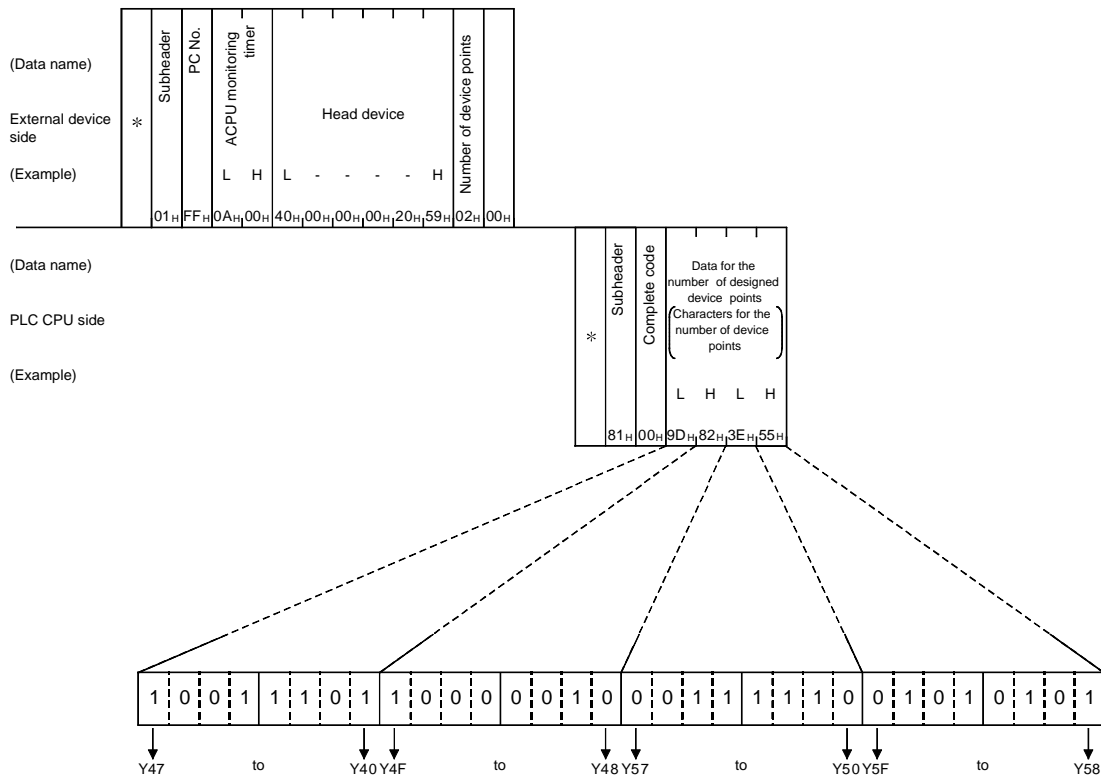 (Data name)
External device
side
(Example)
*
Subheader
PC No.
ACPU monitoring
timer
Head device
Number of device points
L H L - - - - H
01H FFH 0AH 00H 40H 00H 00H 00H 20H 59H 02H 00H
(Data name)
PLC CPU side
(Example)
*
Subheader
Complete code
Data for the
number of designed
device points
Characters for the
number of device
points
L H L H
81H 00H 9DH 82H 3EH 55H
1 0 0 1 1 1 0 1 1 0 0 0 0 0 1 0 0 0 1 1 1 1 1 0 0 1 0 1 0 1 0 1
Y47 to Y40 Y4F to Y48 Y57 to Y50 Y5F to Y58